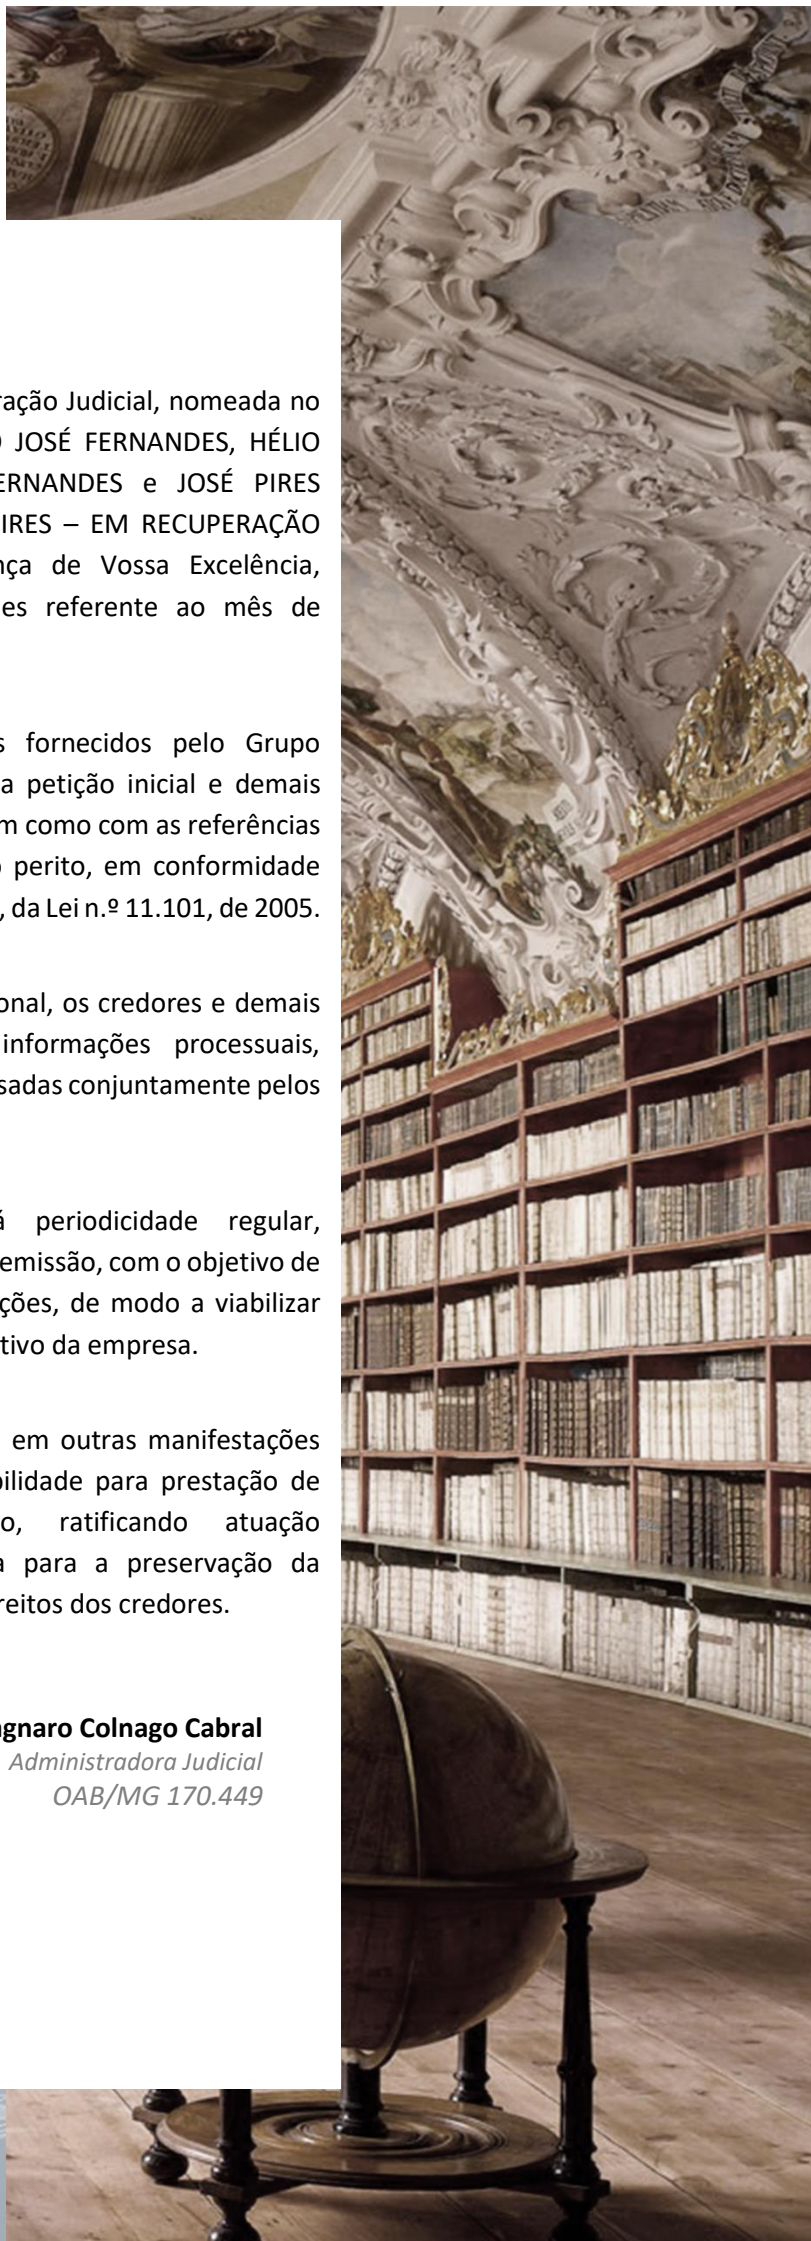 ração Judicial, nomeada no
JOSÉ FERNANDES, HÉLIO
ERNANDES e JOSÉ PIRES
IRES – EM RECUPERAÇÃO
nça de Vossa Excelência,
es referente ao mês de
s fornecidos pelo Grupo
a petição inicial e demais
m como com as referências
o perito, em conformidade
, da Lei n.º 11.101, de 2005.
onal, os credores e demais
informações processuais,
sadas conjuntamente pelos
á periodicidade regular,
emissão, com o objetivo de
ções, de modo a viabilizar
tivo da empresa.
em outras manifestações
bilidade para prestação de
o, ratificando atuação
a para a preservação da
reitos dos credores.
gnaro Colnago Cabral
Administradora Judicial
OAB/MG 170.449